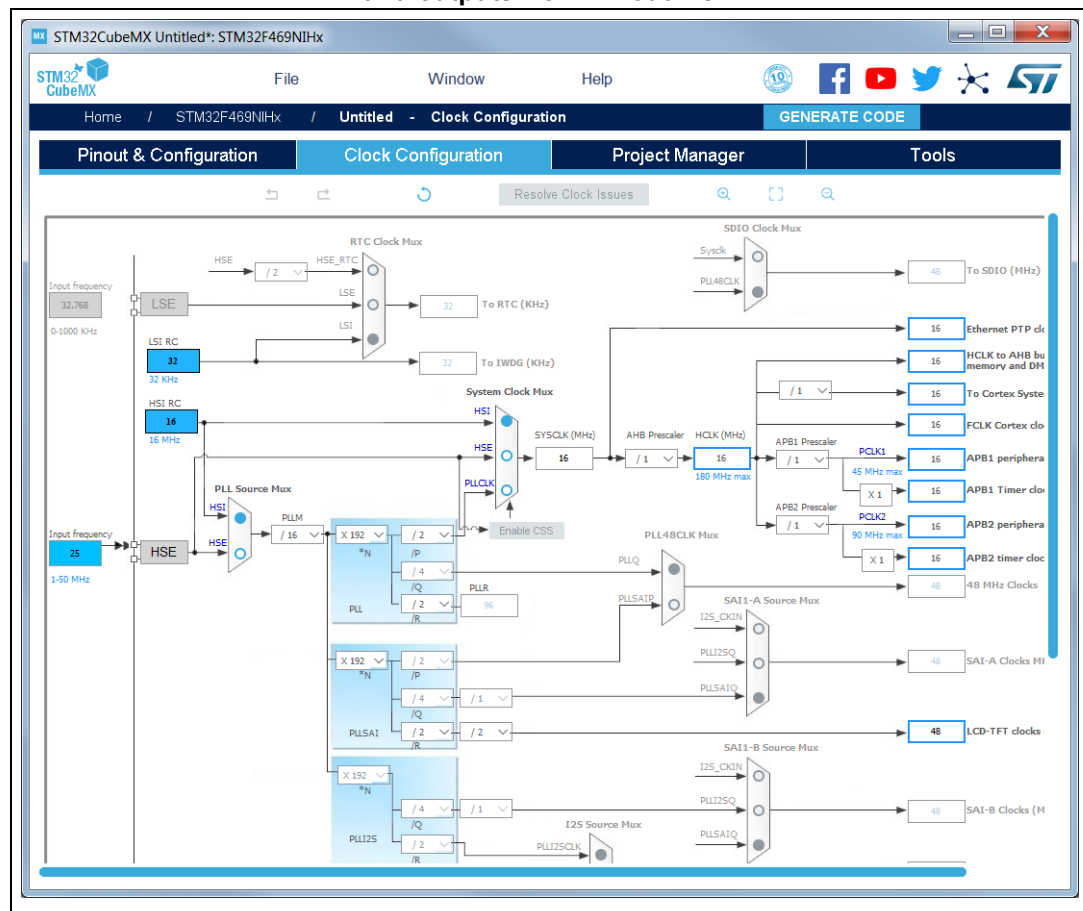 MX STM32CubeMX Untitled*: STM32F469NIHx
STM32
CubeMX
File Window Help
10
Home / STM32F469NIHx / Untitled - Clock Configuration GENERATE CODE
Pinout & Configuration Clock Configuration Project Manager Tools
Resolve Clock Issues
RTC Clock Mux
SDIO Clock Mux
HSE / 2 HSE_RTC
Sysclk
PLL48CLK
48 To SDIO (MHz)
Input frequency
32.768
0-1000 KHz
LSE
LSE
32 To RTC (KHz)
LSI
LSI RC
32
32 KHz
32 To IWDG (KHz)
16 Ethernet PTP clo
16 HCLK to AHB bu
memory and DM
/ 1 16 To Cortex Syste
16 FCLK Cortex clo
HSI RC
16
16 MHz
System Clock Mux
HSI
HSE
PLLCLK
SYSCLK (MHz)
16
AHB Prescaler
/ 1
HCLK (MHz)
16
180 MHz max
APB1 Prescaler
/ 1
PCLK1
45 MHz max
16 APB1 periphera
X 1 16 APB1 Timer cloc
APB2 Prescaler
/ 1
PCLK2
90 MHz max
16 APB2 periphera
X 1 16 APB2 timer cloc
Enable CSS
PLL Source Mux
HSI
HSE
PLLM
/ 16
Input frequency
25
1-50 MHz
HSE
X 192
*N
/ 2
/P
/ 4
/Q
/ 2
/R
PLL
PLLR
96
PLL48CLK Mux
PLLQ
PLLSAIP
48 48 MHz Clocks
SAI1-A Source Mux
I2S_CKIN
PLLI2SQ
PLLSAIQ
48 SAI-A Clocks MI
X 192
*N
/ 2
/P
/ 4
/Q
/ 1
/ 2
/R
/ 2
PLLSAI
48 LCD-TFT clocks
SAI1-B Source Mux
I2S_CKIN
PLLI2SQ
PLLSAIQ
48 SAI-B Clocks (M
X 192
*N
/ 4
/Q
/ 1
/ 2
/R
PLLI2S
I2S Source Mux
PLLI2SCLK